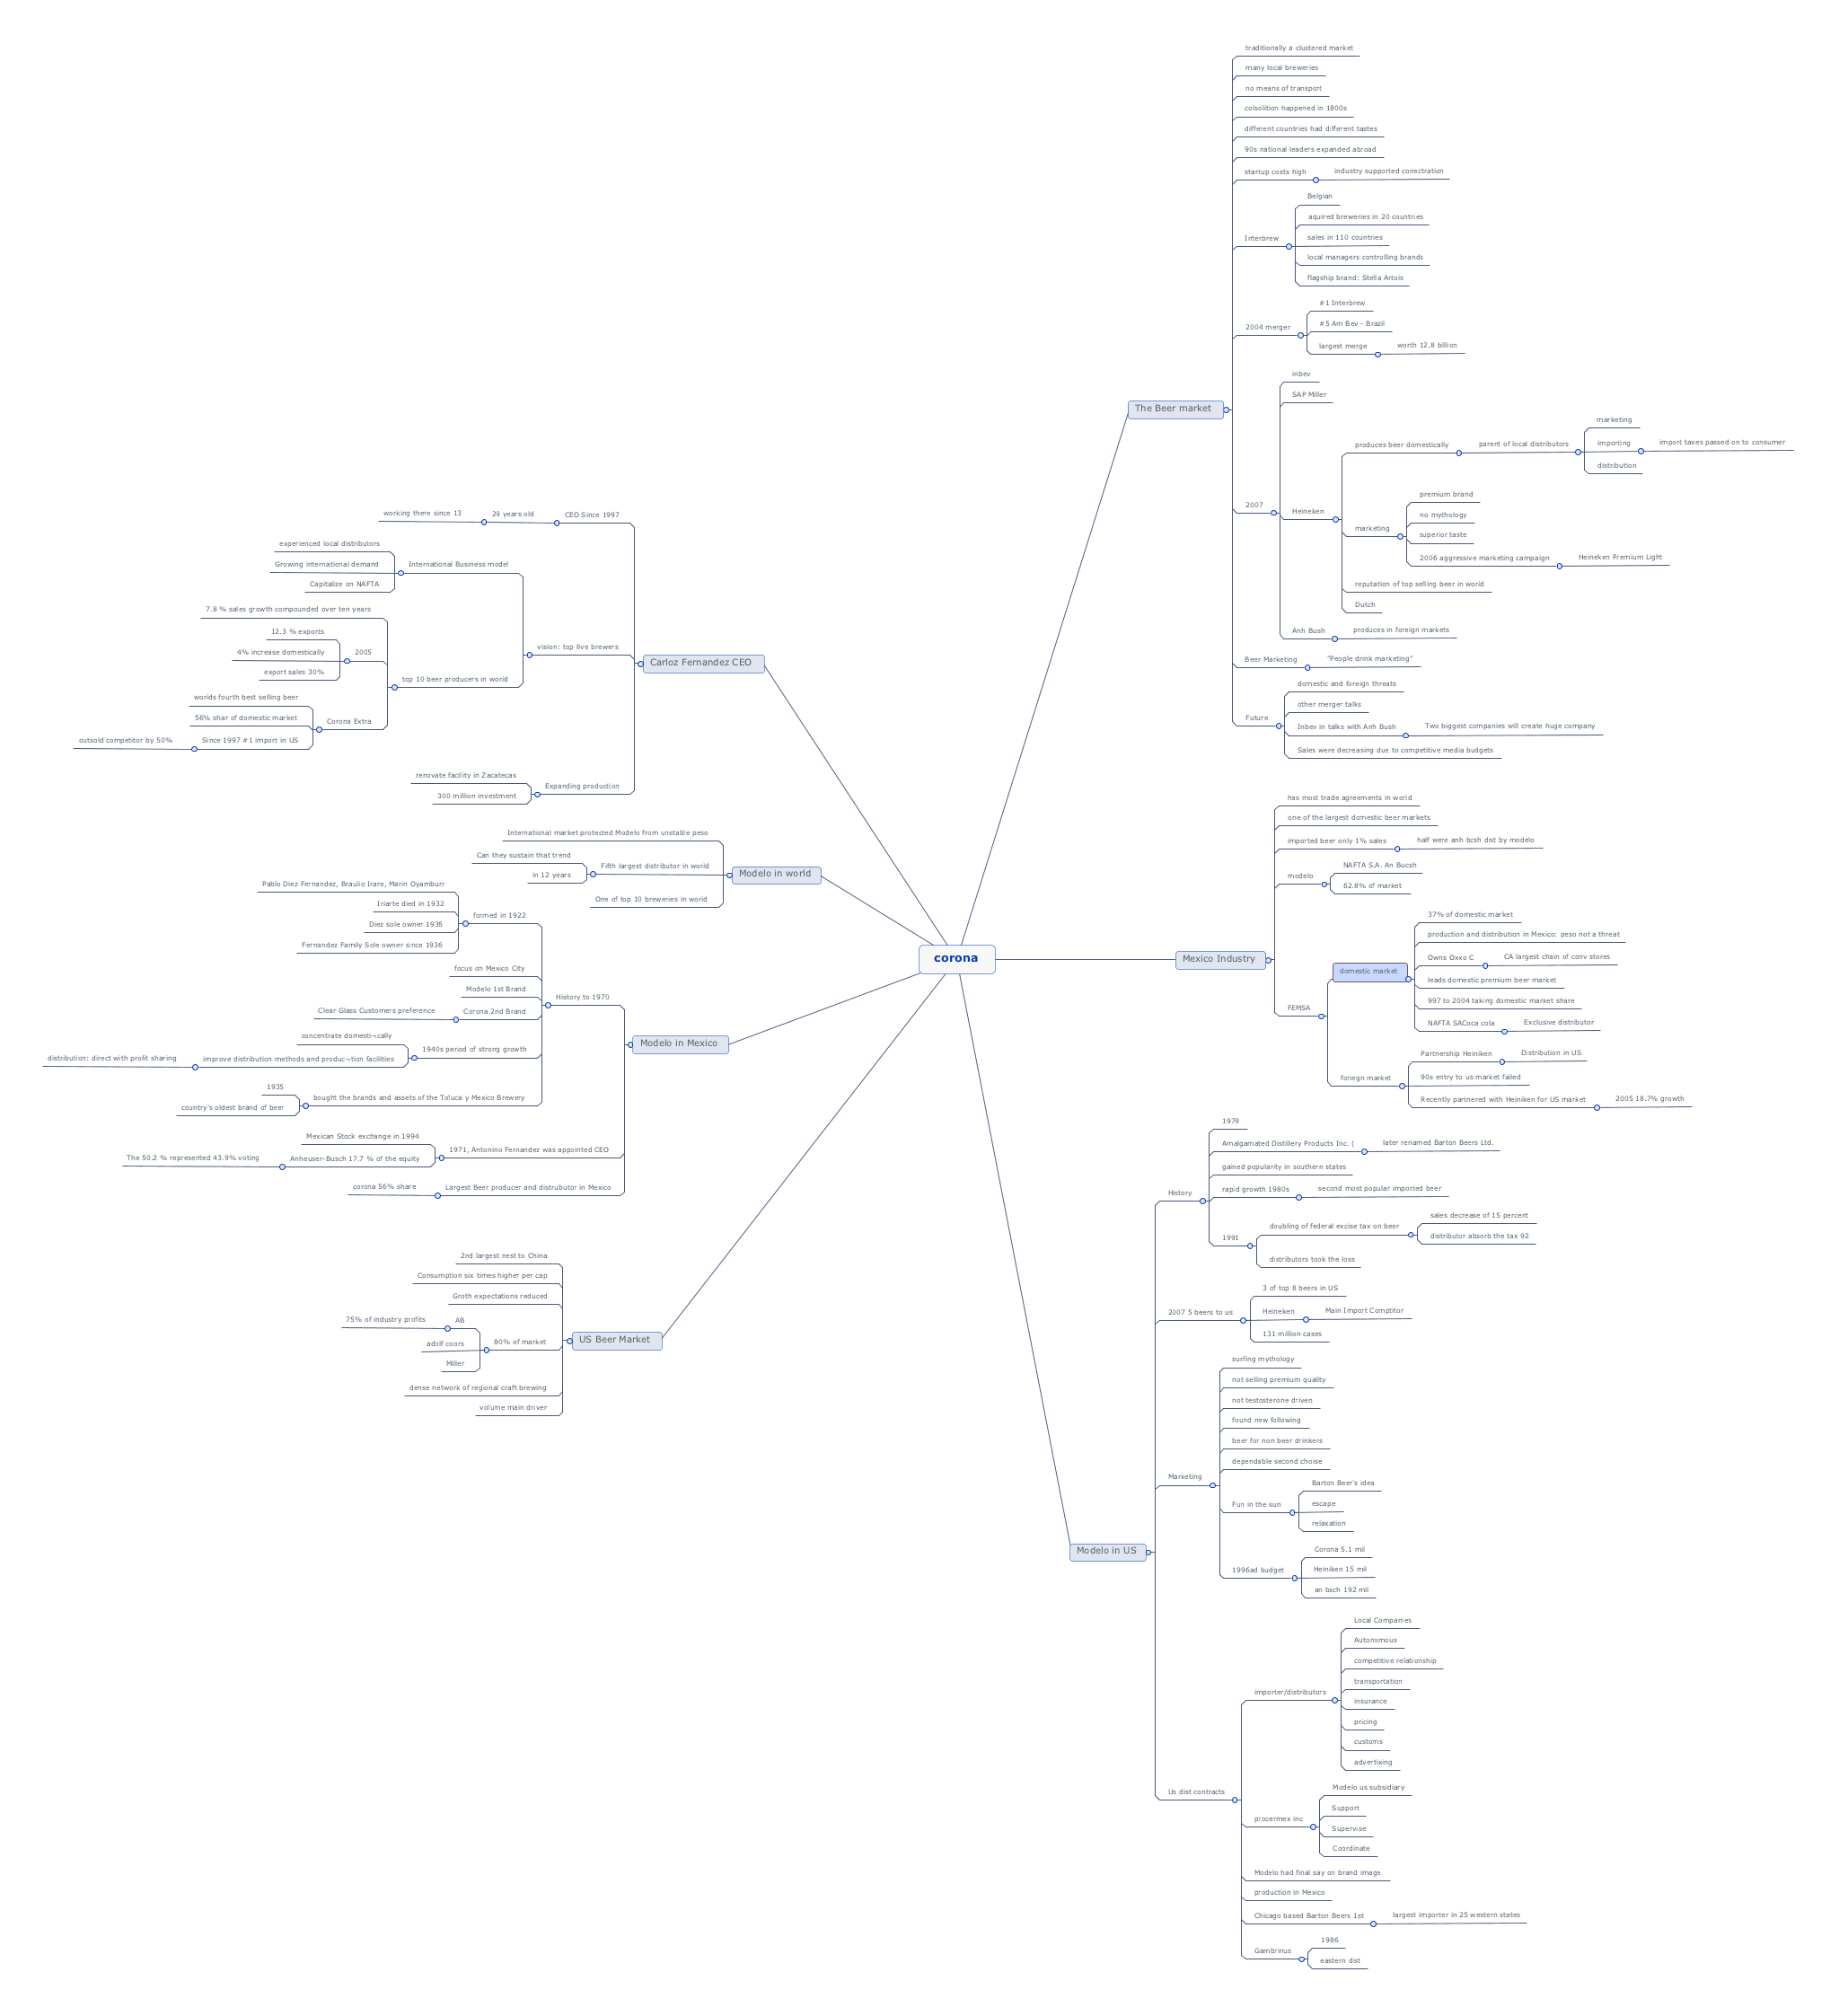 corona
The Beer market
traditionally a clustered market
many local breweries
no means of transport
colsolition happened in 1800s
different countries had different tastes
90s national leaders expanded abroad
startup costs high
industry supported conectration
Interbrew
Belgian
aquired breweries in 20 countries
sales in 110 countries
local managers controlling brands
flagship brand: Stella Artois
2004 merger
#1 Interbrew
#5 Am Bev - Brazil
largest merge
worth 12.8 billion
2007
inbev
SAP Miller
Heineken
produces beer domestically
parent of local distributors
marketing
importing
import taxes passed on to consumer
distribution
marketing
premium brand
no mythology
superior taste
2006 aggressive marketing campaign
Heineken Premium Light
reputation of top selling beer in world
Dutch
Anh Bush
produces in foreign markets
Beer Marketing
"People drink marketing"
Future
domestic and foreign threats
other merger talks
Inbev in talks with Anh Bush
Two biggest companies will create huge company
Sales were decreasing due to competitive media budgets
Mexico Industry
has most trade agreements in world
one of the largest domestic beer markets
imported beer only 1% sales
half were anh bcsh dist by modelo
modelo
NAFTA S.A. An Bucsh
62.8% of market
FEMSA
domestic market
37% of domestic market
production and distribution in Mexico: peso not a threat
Owns Oxxo C
CA largest chain of conv stores
leads domestic premium beer market
997 to 2004 taking domestic market share
NAFTA SACoca cola
Exclusive distributor
foriegn market
Partnership Heiniken
Distribution in US
90s entry to us market failed
Recently partnered with Heiniken for US market
2005 18.7% growth
Modelo in US
History
1979
Amalgamated Distillery Products Inc. (
later renamed Barton Beers Ltd.
gained popularity in southern states
rapid growth 1980s
second most popular imported beer
1991
doubling of federal excise tax on beer
sales decrease of 15 percent
distributor absorb the tax 92
distributors took the loss
2007 5 beers to us
3 of top 8 beers in US
Heineken
Main Import Comptitor
131 million cases
Marketing
surfing mythology
not selling premium quality
not testosterone driven
found new following
beer for non beer drinkers
dependable second choise
Fun in the sun
Barton Beer's idea
escape
relaxation
1996ad budget
Corona 5.1 mil
Heiniken 15 mil
an bsch 192 mil
Us dist contracts
importer/distributors
Local Companies
Autonomous
competitive relationship
transportation
insurance
pricing
customs
advertixing
procermex inc
Modelo us subsidiary
Support
Supervise
Coordinate
Modelo had final say on brand image
production in Mexico
Chicago based Barton Beers 1st
largest importer in 25 western states
Gambrinus
1986
eastern dist
Carloz Fernandez CEO
CEO Since 1997
29 years old
working there since 13
vision: top five brewers
International Business model
experienced local distributors
Growing international demand
Capitalize on NAFTA
top 10 beer producers in world
7.8 % sales growth compounded over ten years
2005
12.3 % exports
4% increase domestically
export sales 30%
Corona Extra
worlds fourth best selling beer
56% shar of domestic market
Since 1997 #1 import in US
outsold competitor by 50%
Expanding production
renovate facility in Zacatecas
300 million investment
Modelo in world
International market protected Modelo from unstable peso
Fifth largest distributor in world
Can they sustain that trend
in 12 years
One of top 10 breweries in world
Modelo in Mexico
History to 1970
formed in 1922
Pablo Diez Fernandez, Braulio Irare, Marin Oyamburr
Iriarte died in 1932
Diez sole owner 1936
Fernandez Family Sole owner since 1936
focus on Mexico City
Modelo 1st Brand
Corona 2nd Brand
Clear Glass Customers preference
1940s period of strong growth
concentrate domesti¬cally
improve distribution methods and produc¬tion facilities
distribution: direct with profit sharing
bought the brands and assets of the Toluca y Mexico Brewery
1935
country's oldest brand of beer
1971, Antonino Fernandez was appointed CEO
Mexican Stock exchange in 1994
Anheuser-Busch 17.7 % of the equity
The 50.2 % represented 43.9% voting
Largest Beer producer and distrubutor in Mexico
corona 56% share
US Beer Market
2nd largest nest to China
Consumption six times higher per cap
Groth expectations reduced
80% of market
AB
75% of industry profits
adolf coors
Miller
dense network of regional craft brewing
volume main driver